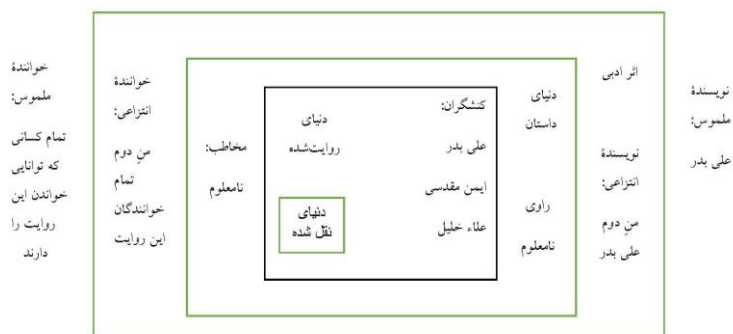 نویسندهٔ
ملموس:
علی بدر
اثر ادبی
نویسندهٔ
انتزاعی:
منِ دوم
علی بدر
دنیای
داستان
راوی
نامعلوم
کنشگران:
علی بدر
ایمن مقدسی
علاء خلیل
دنیای
روایت‌شده
دنیای
نقل شده
مخاطب:
نامعلوم
خوانندهٔ
انتزاعی:
منِ دوم
تمام
خوانندگان
این روایت
خوانندهٔ
ملموس:
تمام کسانی
که توانایی
خواندن این
روایت را
دارند